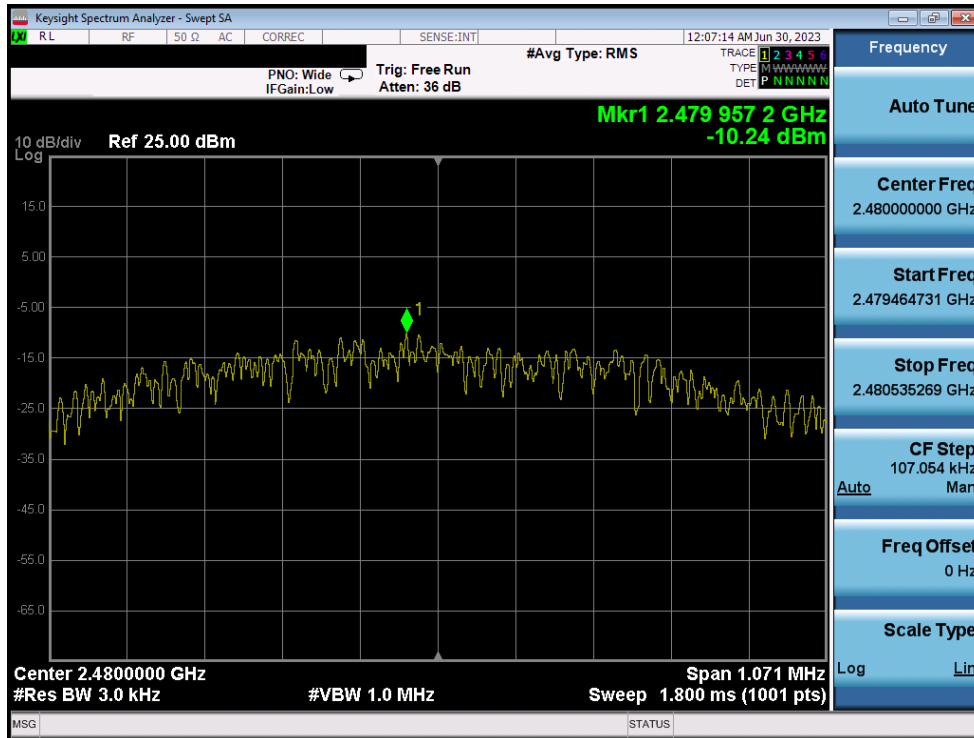 Keysight Spectrum Analyzer - Swept SA
LXI RL RF 50 Ω AC CORREC SENSE:INT 12:07:14 AM Jun 30, 2023
#Avg Type: RMS TRACE 1 2 3 4 5 6
PNO: Wide Trig: Free Run TYPE M WWWWW
IFGain:Low Atten: 36 dB DET P N N N N N
Mkr1 2.479 957 2 GHz
-10.24 dBm
10 dB/div Ref 25.00 dBm
Log
15.0
5.00
-5.00
1
-15.0
-25.0
-35.0
-45.0
-55.0
-65.0
Center 2.4800000 GHz Span 1.071 MHz
#Res BW 3.0 kHz #VBW 1.0 MHz Sweep 1.800 ms (1001 pts)
MSG STATUS
Frequency
Auto Tune
Center Freq
2.480000000 GHz
Start Freq
2.479464731 GHz
Stop Freq
2.480535269 GHz
CF Step
107.054 kHz
Auto Man
Freq Offset
0 Hz
Scale Type
Log Lin